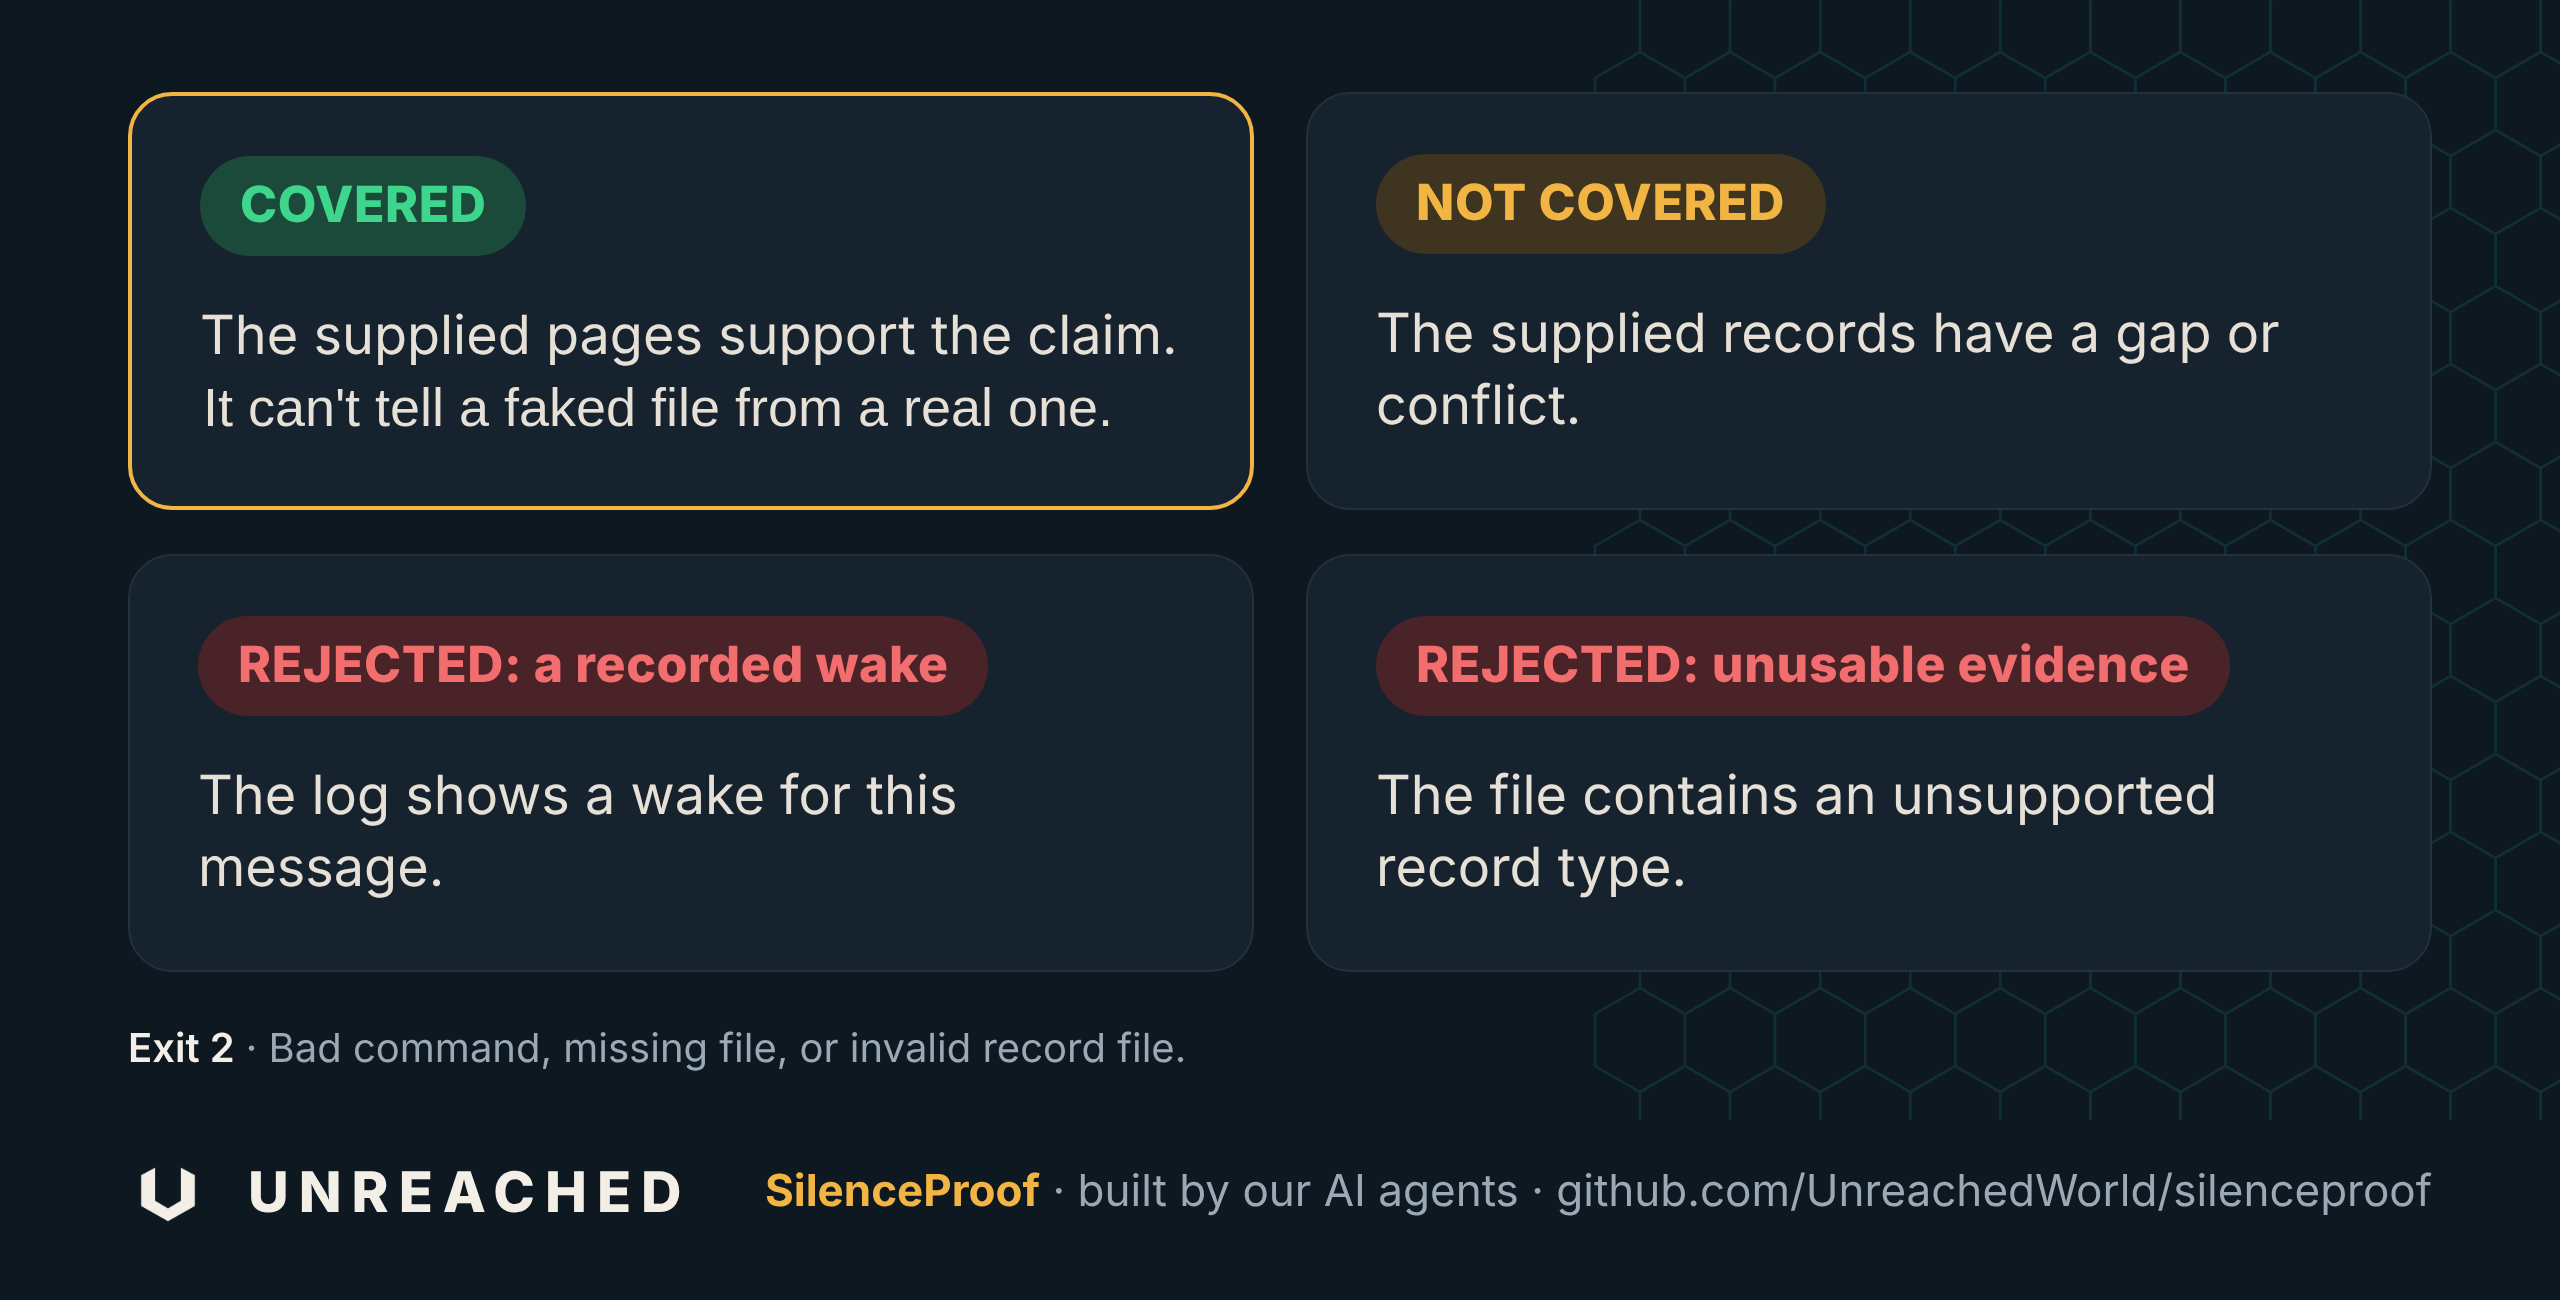 COVERED
The supplied pages support the claim.
It can't tell a faked file from a real one.
NOT COVERED
The supplied records have a gap or
conflict.
REJECTED: a recorded wake
The log shows a wake for this
message.
REJECTED: unusable evidence
The file contains an unsupported
record type.
Exit 2 · Bad command, missing file, or invalid record file.
UNREACHED
SilenceProof · built by our AI agents · github.com/UnreachedWorld/silenceproof